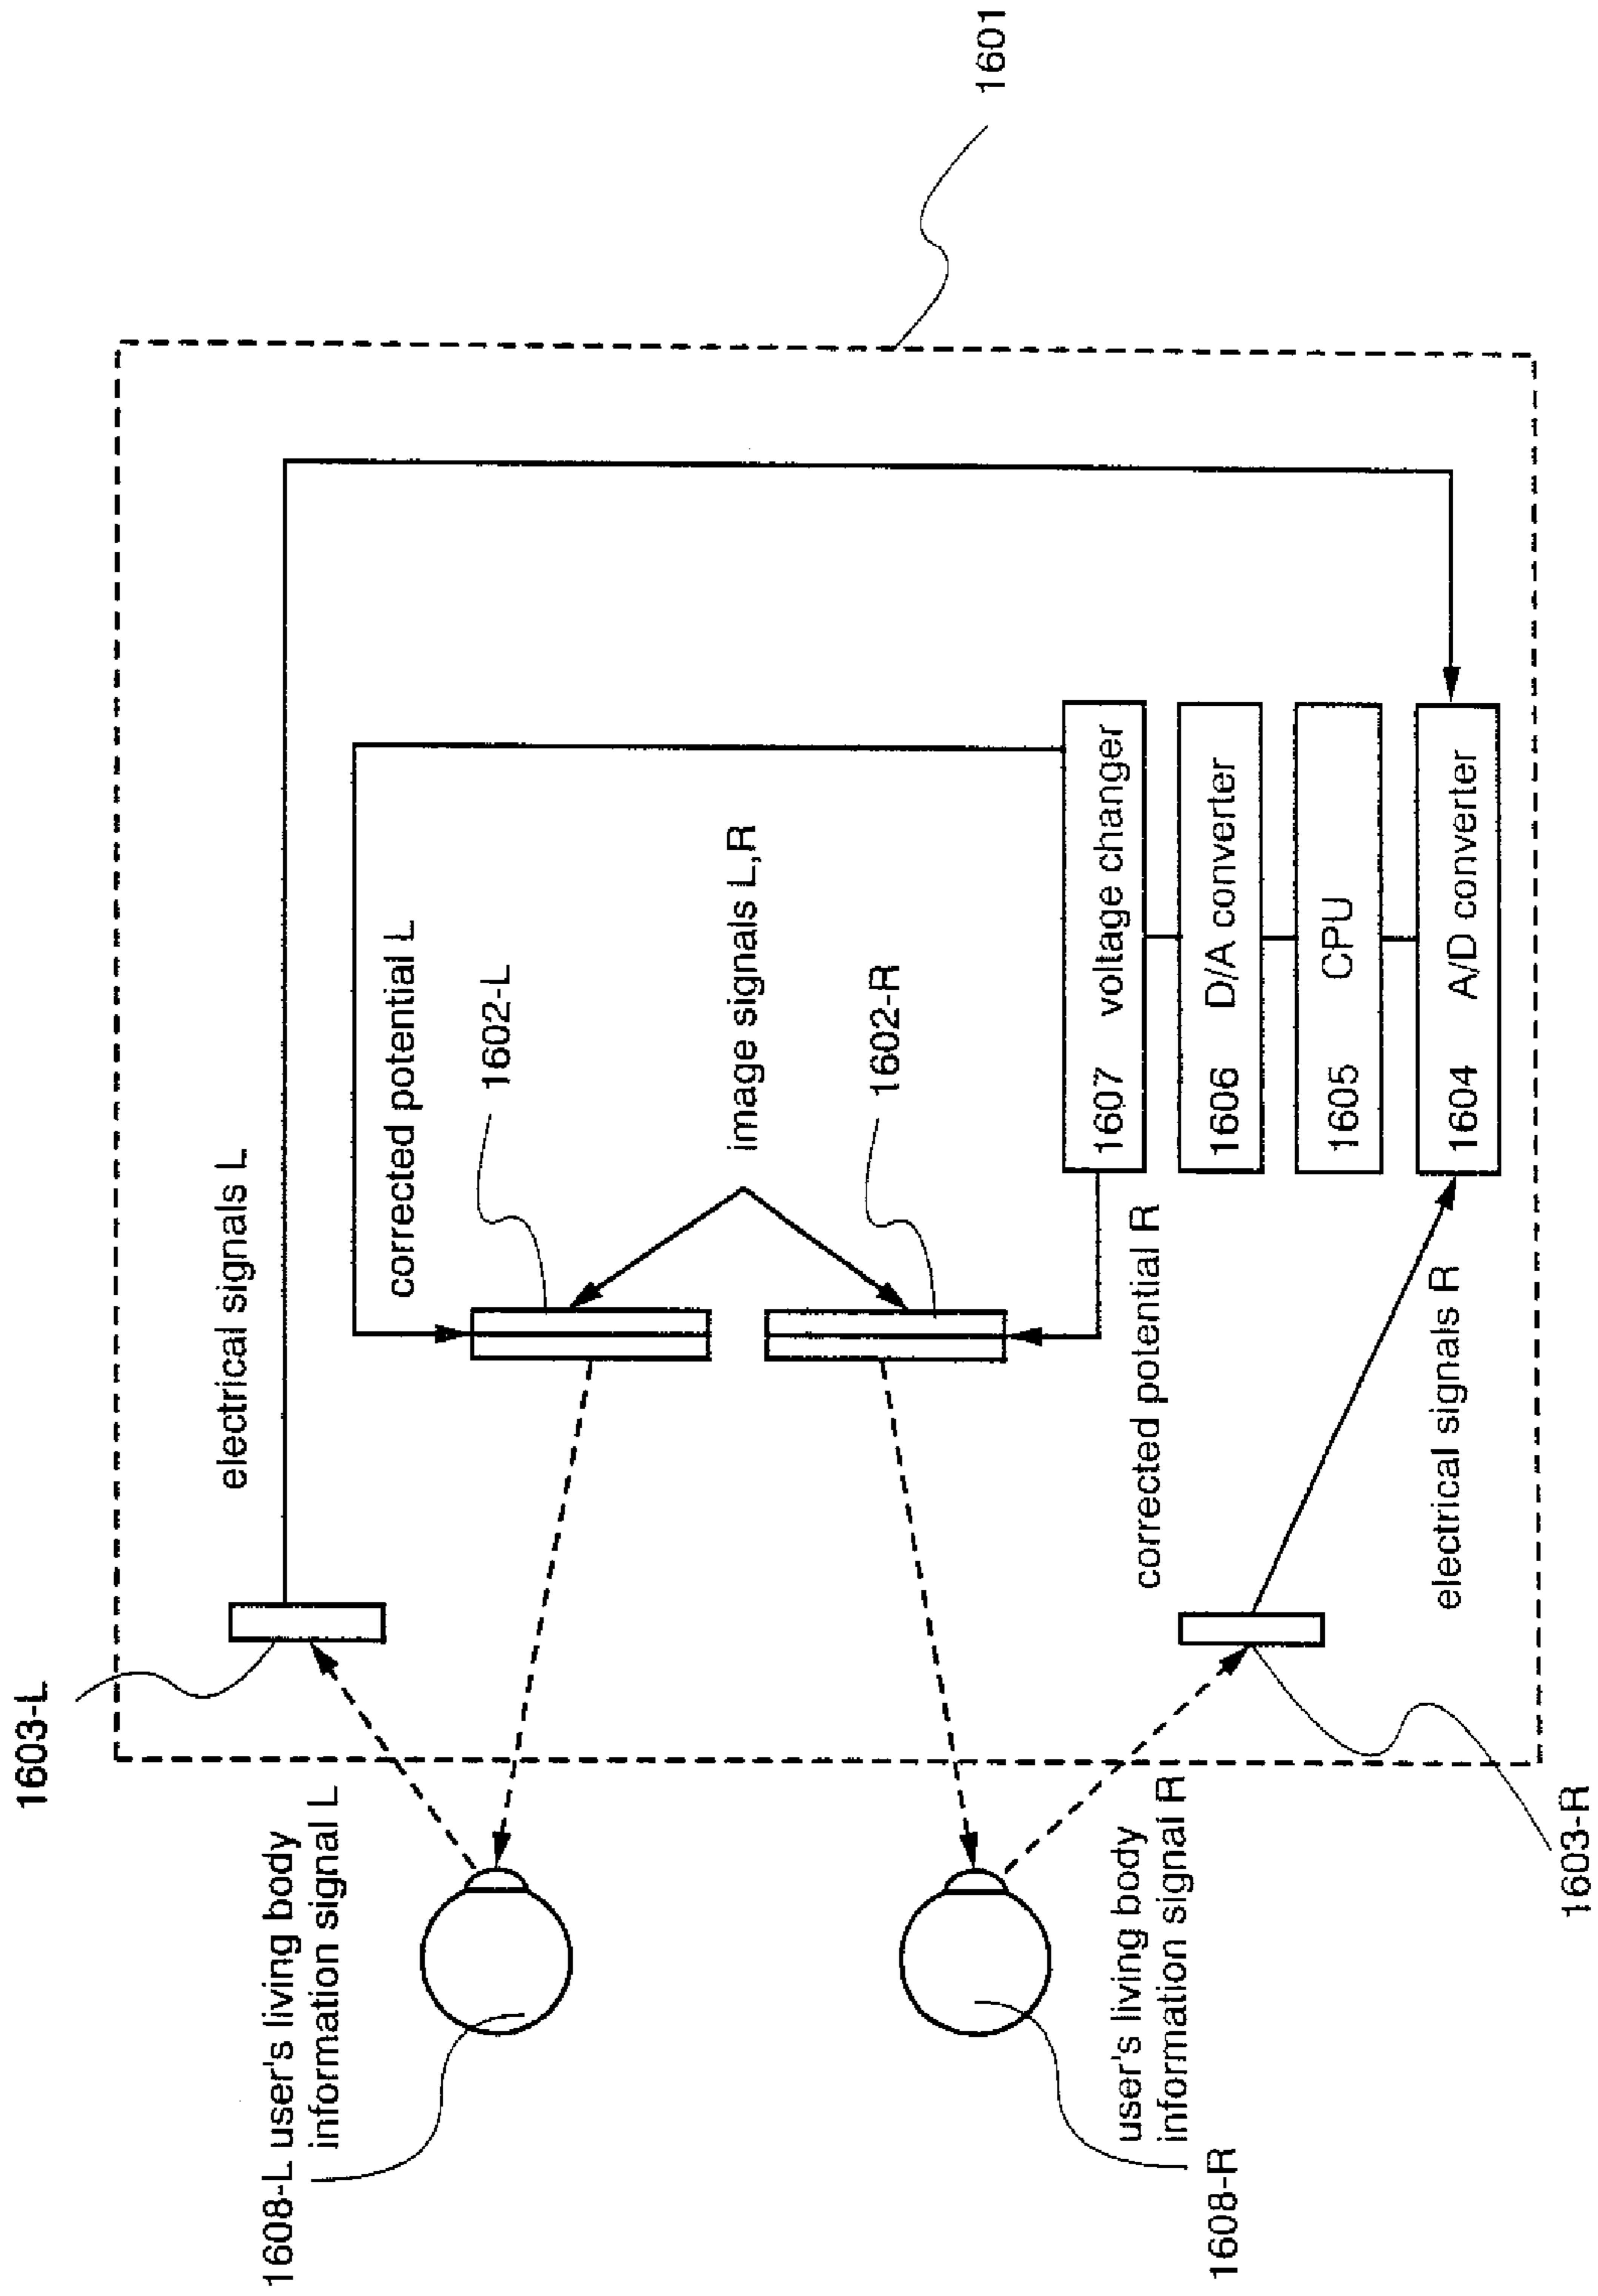 1603-L
electrical signals L
1601
1608-L user's living body
information signal L
corrected potential L
1602-L
image signals L,R
1602-R
1607 voltage changer
1606 D/A converter
1605 CPU
1604 A/D converter
corrected potential R
electrical signals R
user's living body
information signal R
1608-R
1603-R